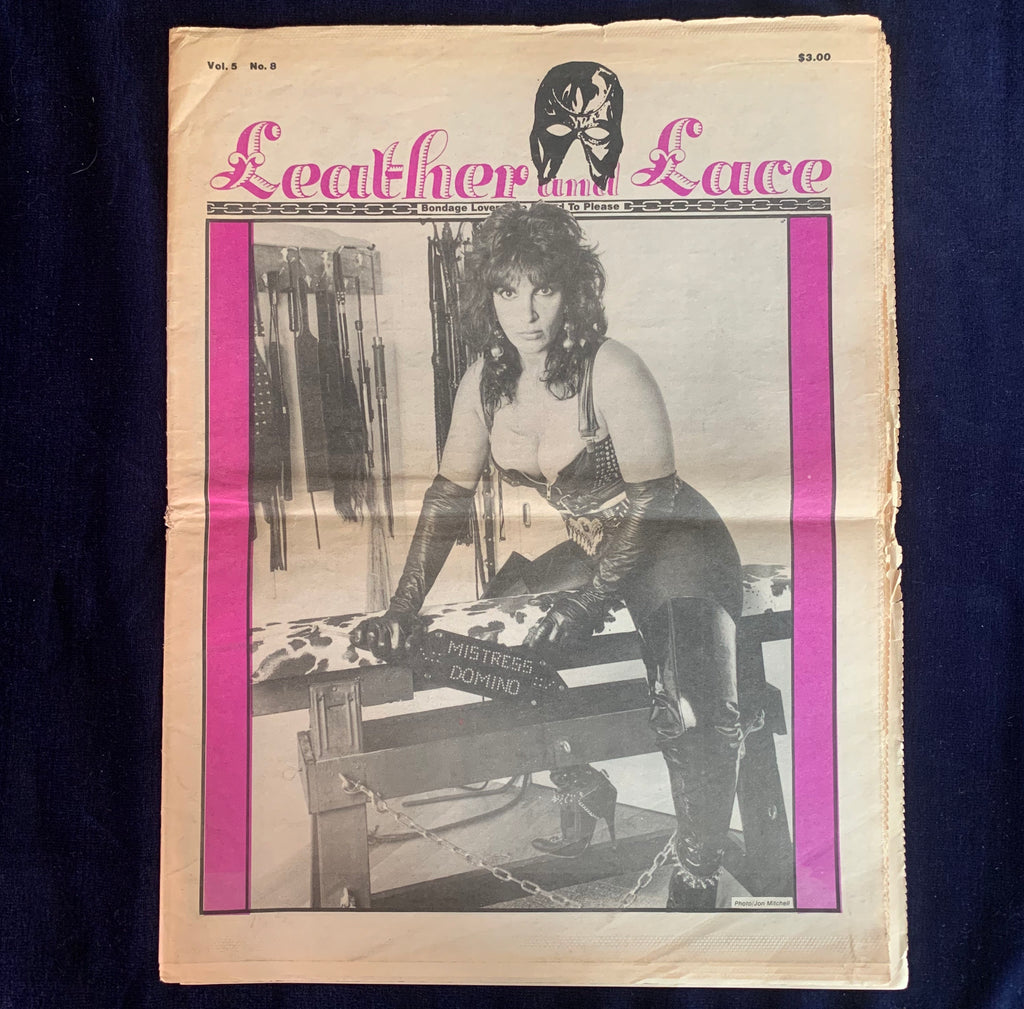 Vol. 5 No. 8
$3.00
Leather and Lace
Bondage Lovers To Please
MISTRESS
DOMINO
Photo/Jon Mitchell